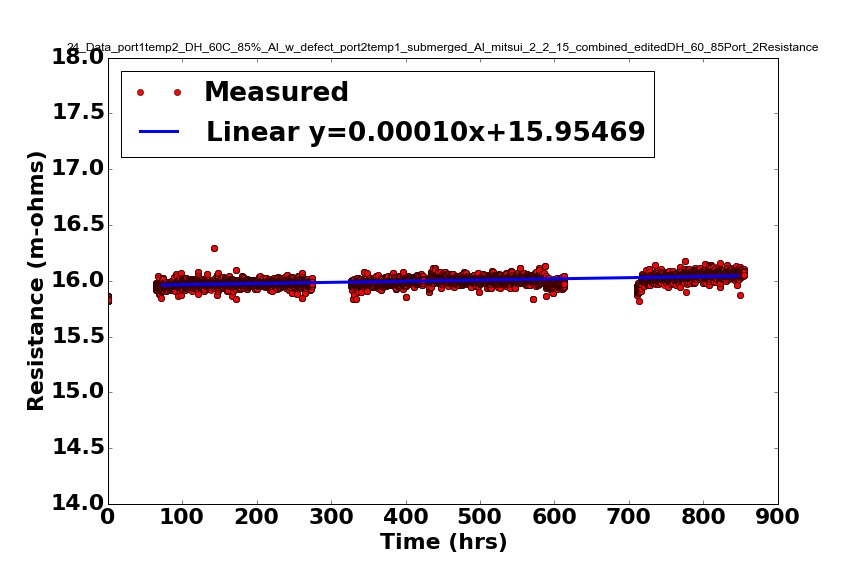 24_Data_port1temp2_DH_60C_85%_Al_w_defect_port2temp1_submerged_Al_mitsui_2_2_15_combined_editedDH_60_85Port_2Resistance
18.0
17.5
17.0
16.5
16.0
15.5
15.0
14.5
14.0
Resistance (m-ohms)
Measured
Linear y=0.00010x+15.95469
0 100 200 300 400 500 600 700 800 900
Time (hrs)